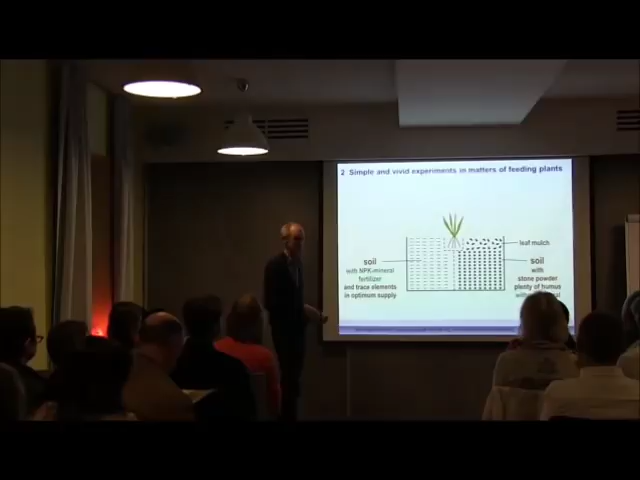 2 Simple and vivid experiments in matters of feeding plants
leaf mulch
soil
with NPK-mineral
fertilizer
and trace elements
in optimum supply
soil
with
stone powder
plenty of humus